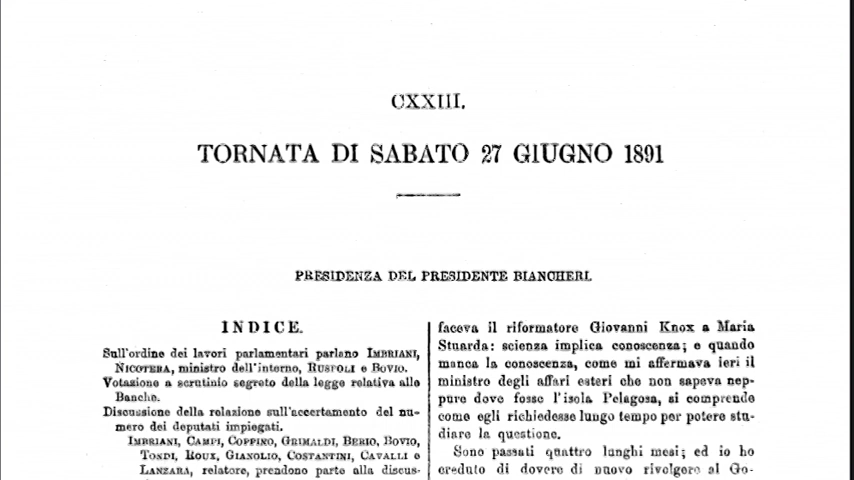 CXXIII.
TORNATA DI SABATO 27 GIUGNO 1891
PRESIDENZA DEL PRESIDENTE BIANCHERI.
INDICE.
Sull'ordine dei lavori parlamentari parlano IMBRIANI,
NICOTERA, ministro dell'interno, RUSPOLI e BOVIO.
Votazione a scrutinio segreto della legge relativa alle
Banche.
Discussione della relazione sull'accertamento del nu-
mero dei deputati impiegati.
IMBRIANI, CAMPI, COPPINO, GRIMALDI, BERIO, BOVIO,
TONDI, ROUX, GIANOLIO, COSTANTINI, CAVALLI e
LANZARA, relatore, prendono parte alla discus-
faceva il riformatore Giovanni Knox a Maria
Stuarda: scienza implica conoscenza; e quando
manca la conoscenza, come mi affermava ieri il
ministro degli affari esteri che non sapeva nep-
pure dove fosse l'isola Pelagosa, si comprende
come egli richiedesse lungo tempo per potere stu-
diare la questione.
Sono passati quattro lunghi mesi; ed io ho
creduto di dovere di nuovo rivolgere al Go-